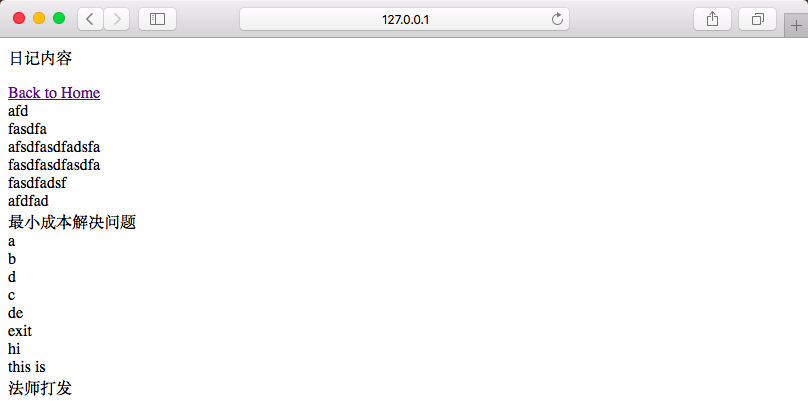 127.0.0.1
日记内容
Back to Home
afd
fasdfa
afsdfasdfadsfa
fasdfasdfasdfa
fasdfadsf
afdfad
最小成本解决问题
a
b
d
c
de
exit
hi
this is
法师打发